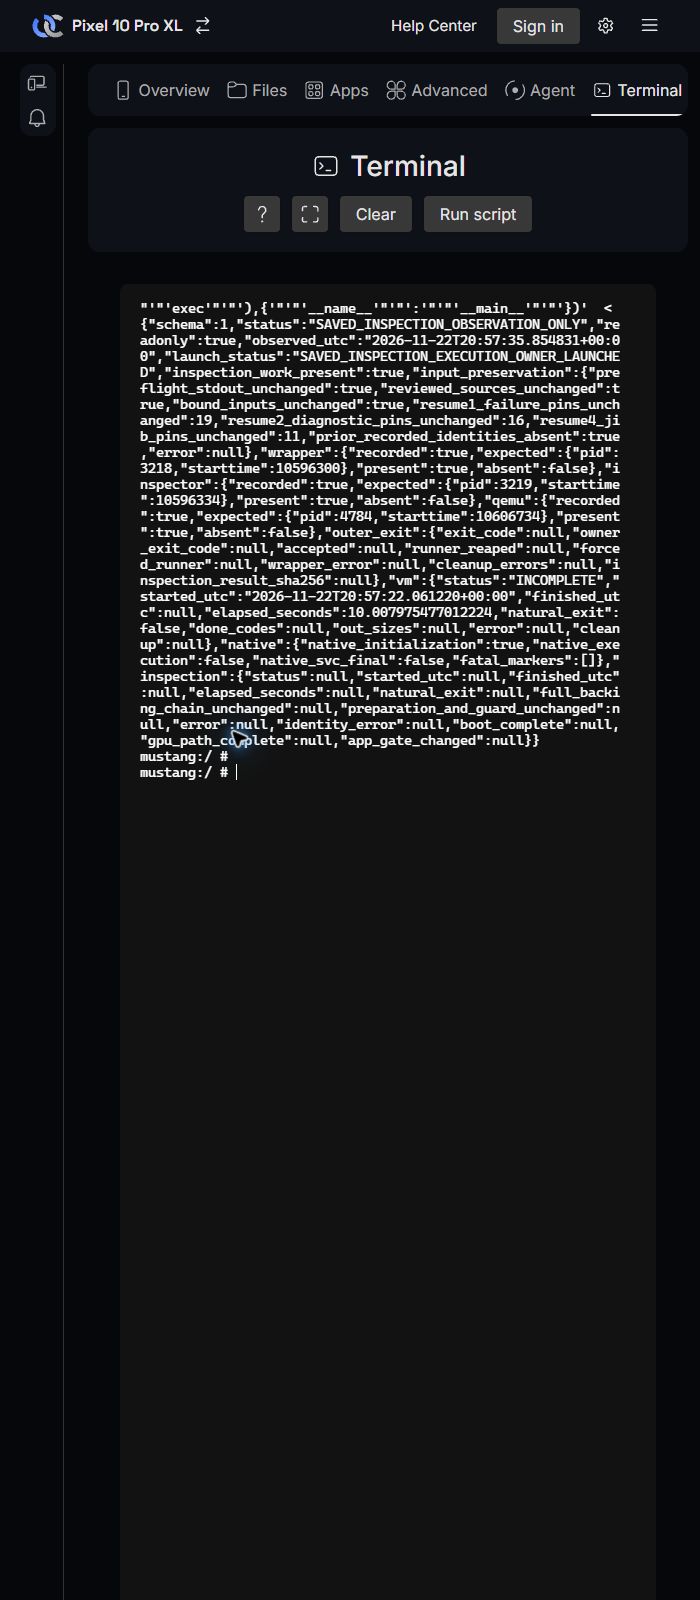 Pixel 10 Pro XL
Help Center
Sign in
Overview
Files
Apps
Advanced
Agent
Terminal
Terminal
?
Clear
Run script
"'"'exec'"'"'),{'"'"'__name__'"'"':'"'"'__main__'"'"'})'  <
{"schema":1,"status":"SAVED_INSPECTION_OBSERVATION_ONLY","re
adonly":true,"observed_utc":"2026-11-22T20:57:35.854831+00:0
0","launch_status":"SAVED_INSPECTION_EXECUTION_OWNER_LAUNCHE
D","inspection_work_present":true,"input_preservation":{"pre
flight_stdout_unchanged":true,"reviewed_sources_unchanged":t
rue,"bound_inputs_unchanged":true,"resume1_failure_pins_unch
anged":19,"resume2_diagnostic_pins_unchanged":16,"resume4_ji
b_pins_unchanged":11,"prior_recorded_identities_absent":true
,"error":null},"wrapper":{"recorded":true,"expected":{"pid":
3218,"starttime":10596300},"present":true,"absent":false},"i
nspector":{"recorded":true,"expected":{"pid":3219,"starttime
":10596334},"present":true,"absent":false},"qemu":{"recorded
":true,"expected":{"pid":4784,"starttime":10606734},"present
":true,"absent":false},"outer_exit":{"exit_code":null,"owner
_exit_code":null,"accepted":null,"runner_reaped":null,"force
d_runner":null,"wrapper_error":null,"cleanup_errors":null,"i
nspection_result_sha256":null},"vm":{"status":"INCOMPLETE","
started_utc":"2026-11-22T20:57:22.061220+00:00","finished_ut
c":null,"elapsed_seconds":10.007975477012224,"natural_exit":
false,"done_codes":null,"out_sizes":null,"error":null,"clean
up":null},"native":{"native_initialization":true,"native_exe
cution":false,"native_svc_final":false,"fatal_markers":[]},"
inspection":{"status":null,"started_utc":null,"finished_utc"
:null,"elapsed_seconds":null,"natural_exit":null,"full_backi
ng_chain_unchanged":null,"preparation_and_guard_unchanged":n
ull,"error":null,"identity_error":null,"boot_complete":null,
"gpu_path_complete":null,"app_gate_changed":null}}
mustang:/ #
mustang:/ #